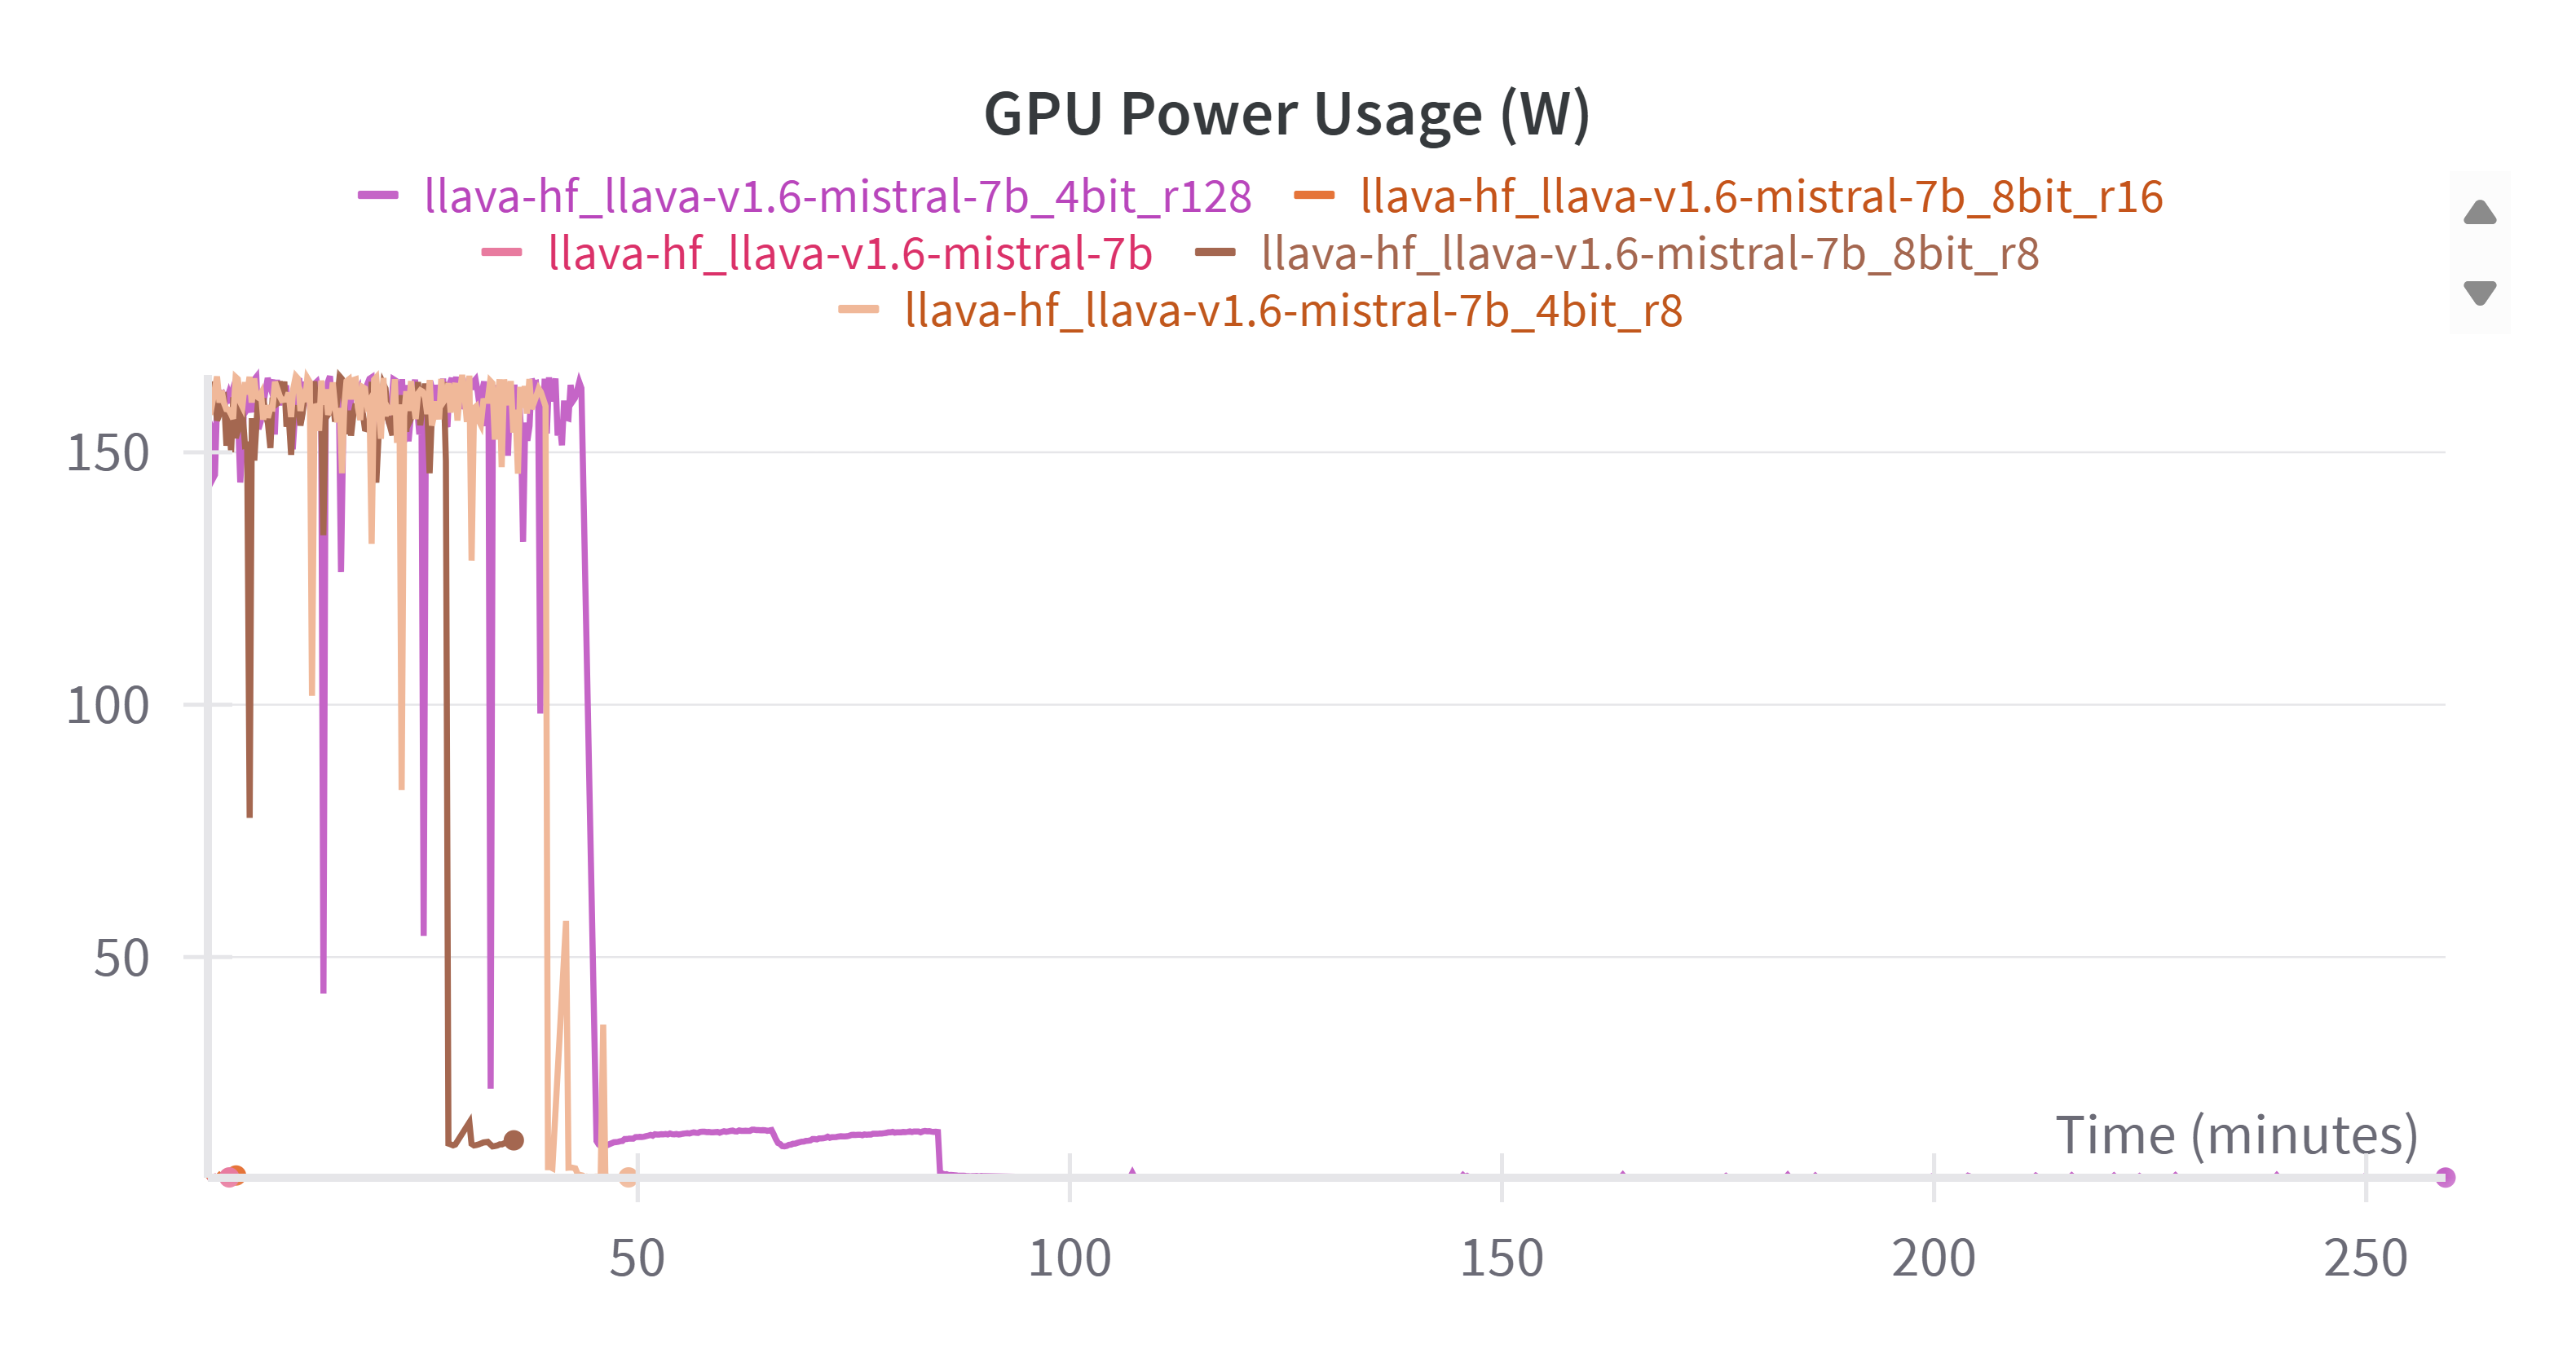 GPU Power Usage (W)
llava-hf_llava-v1.6-mistral-7b_4bit_r128 llava-hf_llava-v1.6-mistral-7b_8bit_r16
llava-hf_llava-v1.6-mistral-7b llava-hf_llava-v1.6-mistral-7b_8bit_r8
llava-hf_llava-v1.6-mistral-7b_4bit_r8
150
100
50
Time (minutes)
50 100 150 200 250